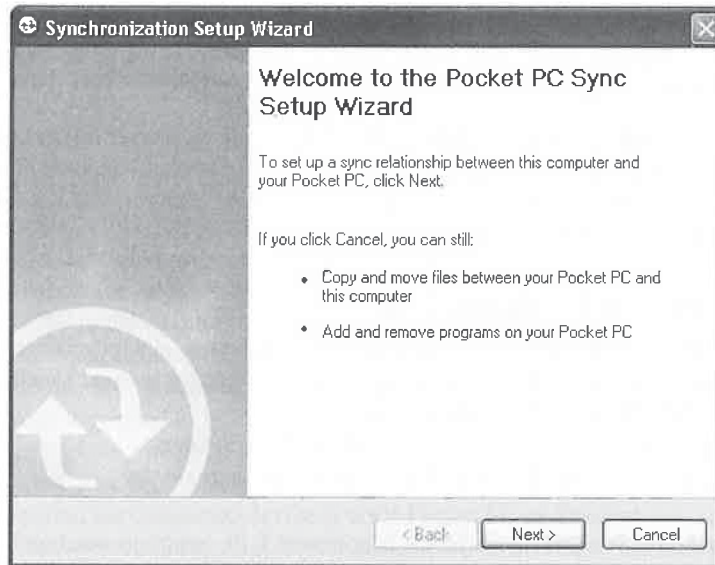 Synchronization Setup Wizard
Welcome to the Pocket PC Sync
Setup Wizard
To set up a sync relationship between this computer and
your Pocket PC, click Next.
If you click Cancel, you can still:
• Copy and move files between your Pocket PC and
this computer
• Add and remove programs on your Pocket PC
< Back
Next >
Cancel